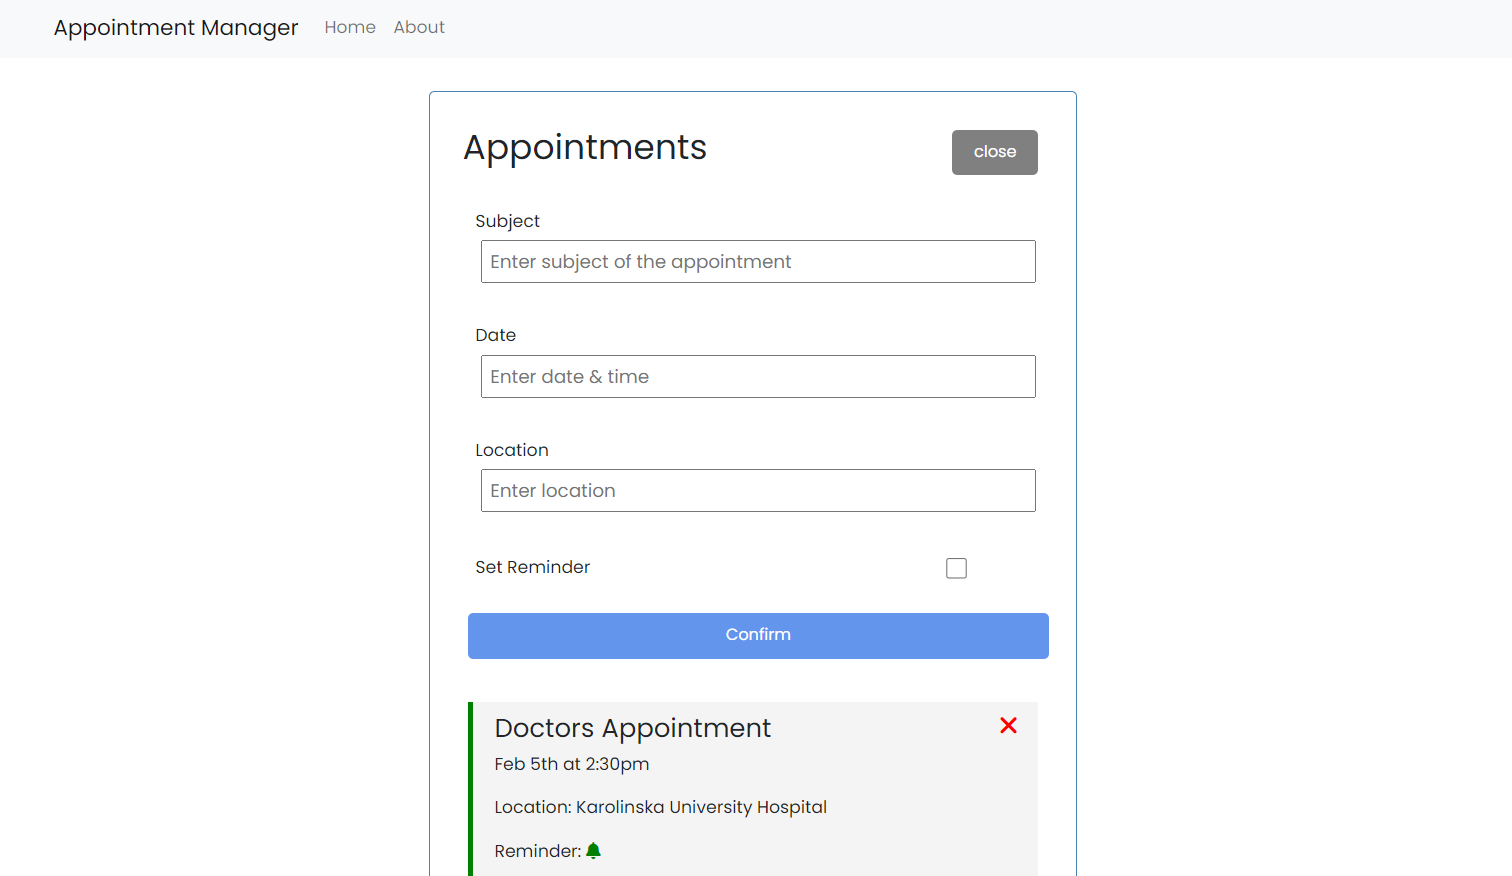 Appointment Manager Home About
Appointments
close
Subject
Enter subject of the appointment
Date
Enter date & time
Location
Enter location
Set Reminder
Confirm
Doctors Appointment
Feb 5th at 2:30pm
Location: Karolinska University Hospital
Reminder: